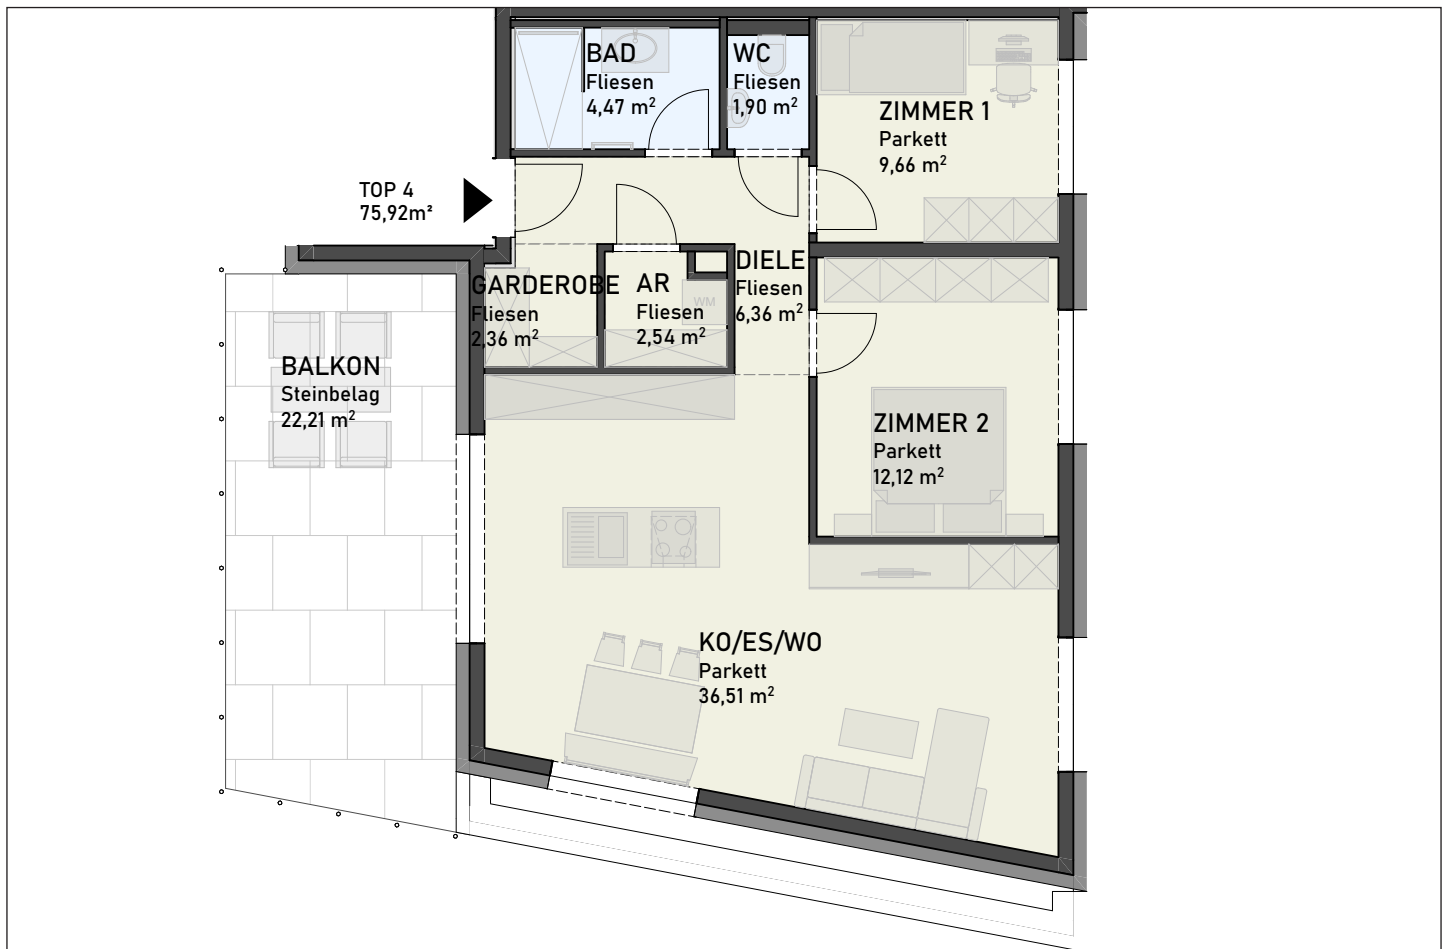 BAD
Fliesen
4,47 m²
WC
Fliesen
1,90 m²
ZIMMER 1
Parkett
9,66 m²
TOP 4
75,92m²
GARDEROBE
Fliesen
2,36 m²
AR
Fliesen
2,54 m²
WM
DIELE
Fliesen
6,36 m²
BALKON
Steinbelag
22,21 m²
ZIMMER 2
Parkett
12,12 m²
KO/ES/WO
Parkett
36,51 m²